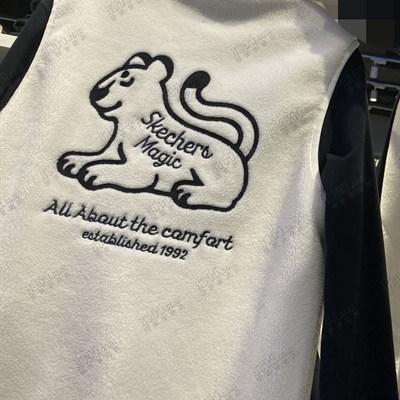 Skechers
Magic
All About the comfort
established 1992